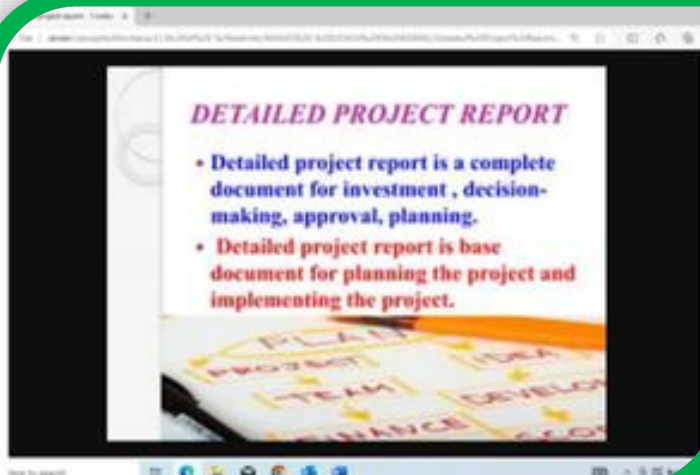 DETAILED PROJECT REPORT
• Detailed project report is a complete
document for investment , decision-
making, approval, planning.
• Detailed project report is base
document for planning the project and
implementing the project.
PLAN
PROJECT
IDEA
TEAM
DEVELO
FINANCE